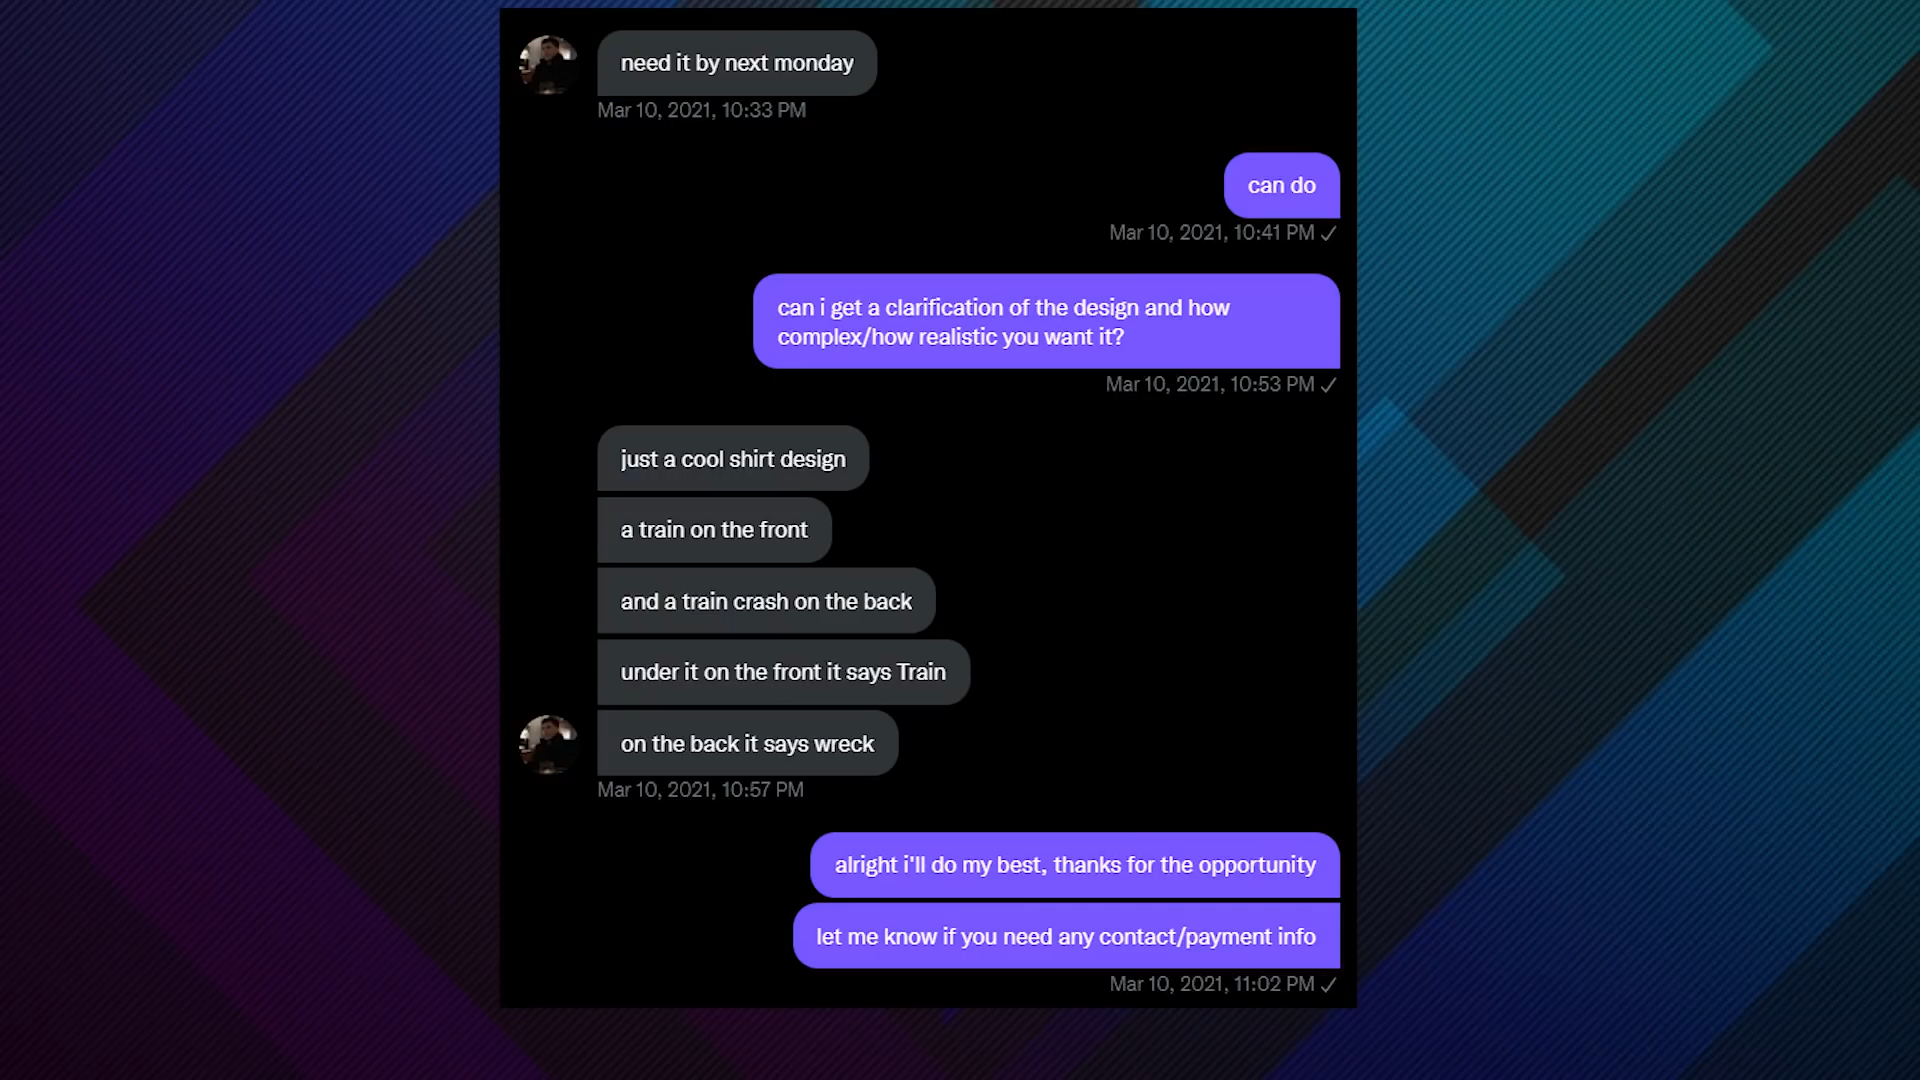 need it by next monday
Mar 10, 2021, 10:33 PM
can do
Mar 10, 2021, 10:41 PM ✓
can i get a clarification of the design and how
complex/how realistic you want it?
Mar 10, 2021, 10:53 PM ✓
just a cool shirt design
a train on the front
and a train crash on the back
under it on the front it says Train
on the back it says wreck
Mar 10, 2021, 10:57 PM
alright i'll do my best, thanks for the opportunity
let me know if you need any contact/payment info
Mar 10, 2021, 11:02 PM ✓